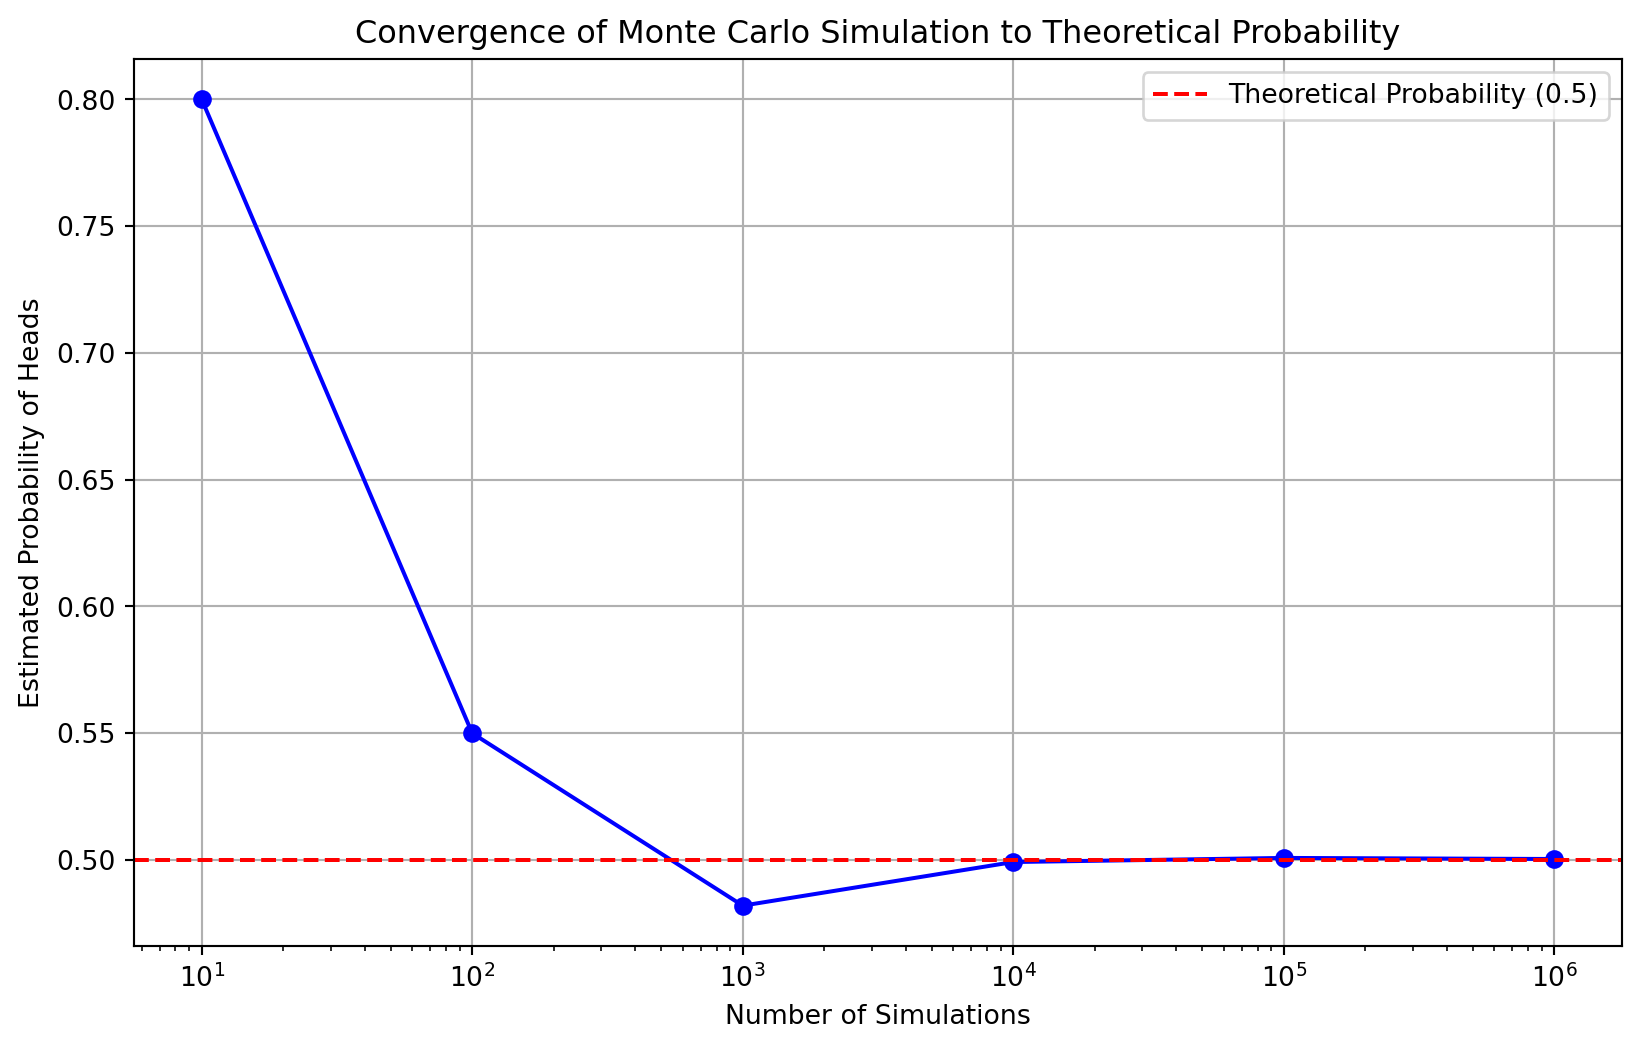 Convergence of Monte Carlo Simulation to Theoretical Probability
Theoretical Probability (0.5)
Estimated Probability of Heads
0.80
0.75
0.70
0.65
0.60
0.55
0.50
10¹ 10² 10³ 10⁴ 10⁵ 10⁶
Number of Simulations